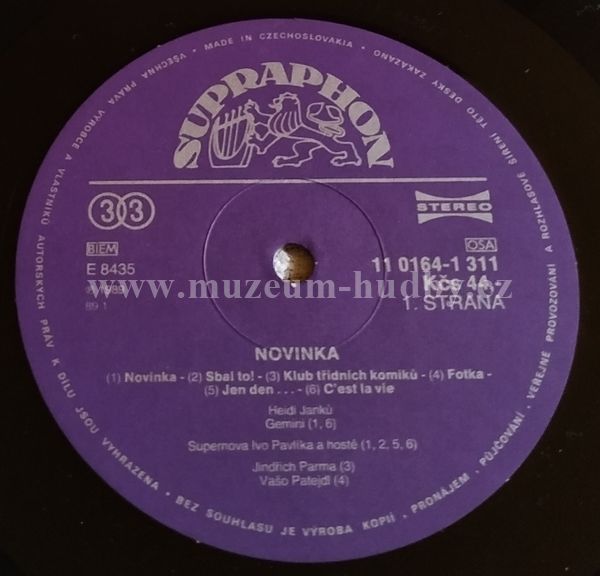 VŠECHNA PRÁVA VÝROBCE A VLASTNÍKŮ AUTORSKÝCH PRÁV K DÍLU JSOU VYHRAZENA • BEZ SOUHLASU JE VÝROBA KOPIÍ, PRONÁJEM, PŮJČOVÁNÍ, VEŘEJNÉ PROVOZOVÁNÍ A ROZHLASOVÉ ŠÍŘENÍ TÉTO DESKY ZAKÁZÁNO • MADE IN CZECHOSLOVAKIA •
SUPRAPHON
33
STEREO
BIEM
OSA
E 8435
11 0164-1 311
℗ 1989
Kčs 44,-
89 1
1. STRANA
www.muzeum-hudby.cz
NOVINKA
(1) Novinka - (2) Sbal to! - (3) Klub třídních komiků - (4) Fotka -
(5) Jen den . . . - (6) C'est la vie
Heidi Janků
Gemini (1, 6)
Supernova Ivo Pavlíka a hosté (1, 2, 5, 6)
Jindřich Parma (3)
Vašo Patejdl (4)